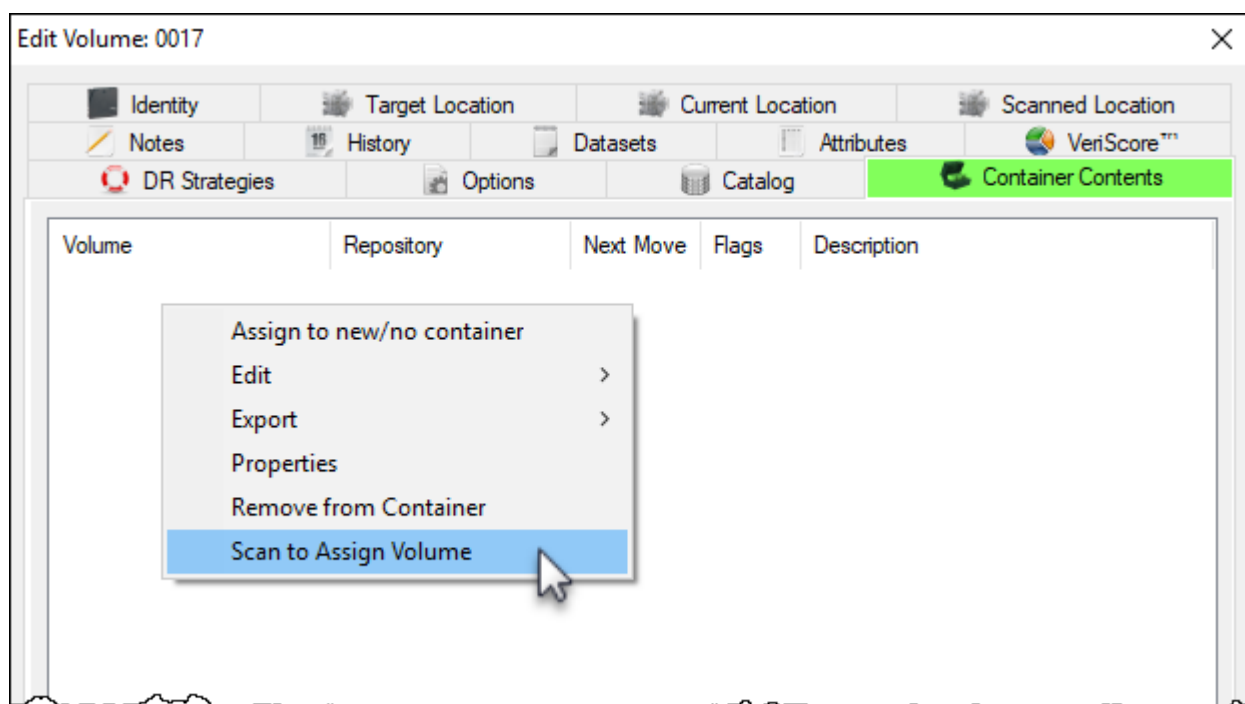 Edit Volume: 0017
Identity Target Location Current Location Scanned Location
Notes 16 History Datasets Attributes VeriScore™
DR Strategies Options Catalog Container Contents
Volume Repository Next Move Flags Description
Assign to new/no container
Edit
Export
Properties
Remove from Container
Scan to Assign Volume